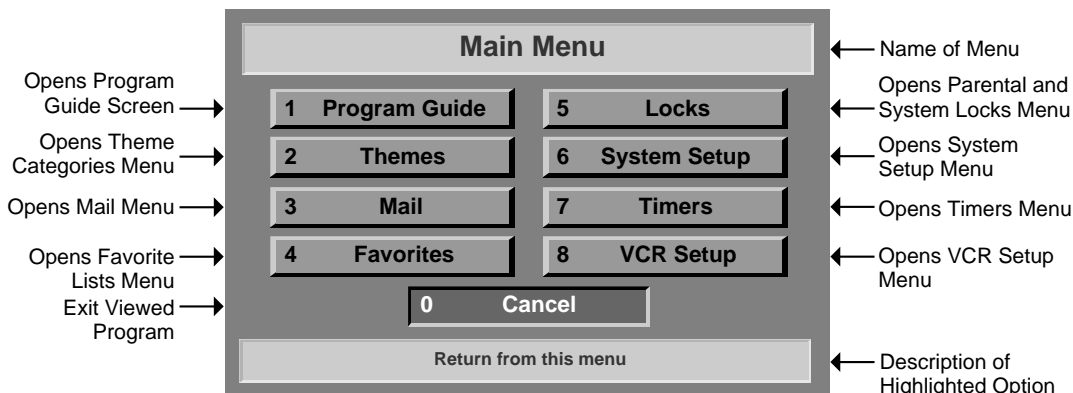 Main Menu
Name of Menu
Opens Program
Guide Screen
1 Program Guide
5 Locks
Opens Parental and
System Locks Menu
Opens Theme
Categories Menu
2 Themes
6 System Setup
Opens System
Setup Menu
Opens Mail Menu
3 Mail
7 Timers
Opens Timers Menu
Opens Favorite
Lists Menu
4 Favorites
8 VCR Setup
Opens VCR Setup
Menu
Exit Viewed
Program
0 Cancel
Return from this menu
Description of
Highlighted Option